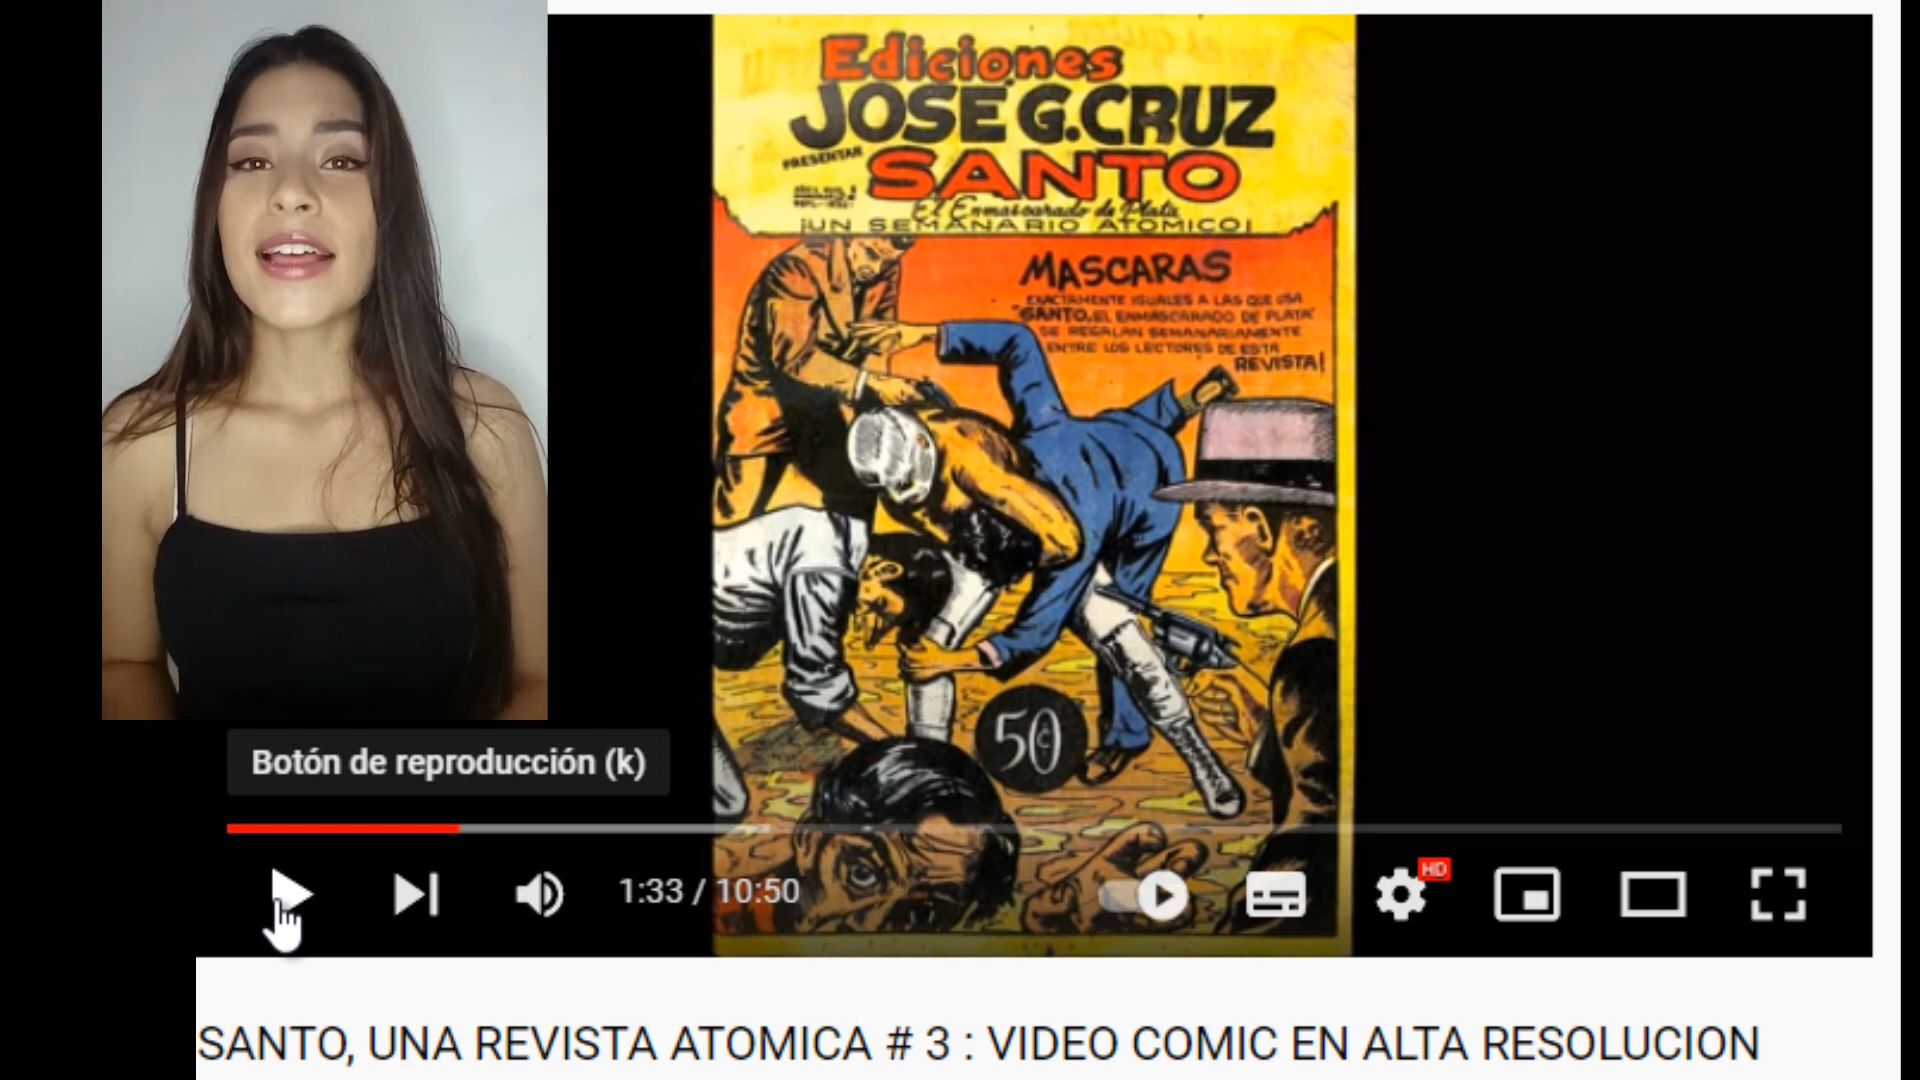 Ediciones
JOSE G. CRUZ
PRESENTAN
SANTO
El Enmascarado de Plata
¡UN SEMANARIO ATOMICO!
MASCARAS
EXACTAMENTE IGUALES A LAS QUE USA
"SANTO, EL ENMASCARADO DE PLATA"
SE REGALAN SEMANARIAMENTE
ENTRE LOS LECTORES DE ESTA
REVISTA!
50¢
Botón de reproducción (k)
1:33 / 10:50
HD
SANTO, UNA REVISTA ATOMICA # 3 : VIDEO COMIC EN ALTA RESOLUCION